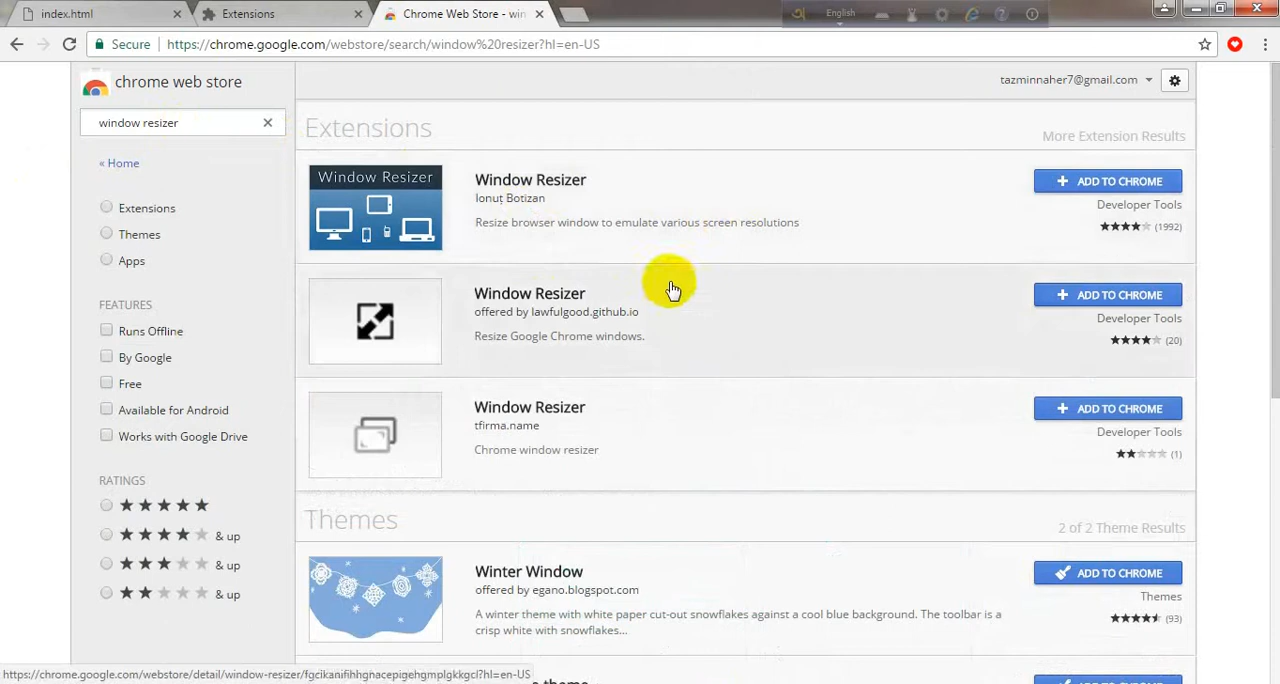 index.html
Extensions
Chrome Web Store - win
English
Secure
https://chrome.google.com/webstore/search/window%20resizer?hl=en-US
chrome web store
tazminnaher7@gmail.com
window resizer
« Home
Extensions
Themes
Apps
FEATURES
Runs Offline
By Google
Free
Available for Android
Works with Google Drive
RATINGS
& up
& up
& up
Extensions
More Extension Results
Window Resizer
Window Resizer
Ionuț Botizan
Resize browser window to emulate various screen resolutions
ADD TO CHROME
Developer Tools
(1992)
Window Resizer
offered by lawfulgood.github.io
Resize Google Chrome windows.
ADD TO CHROME
Developer Tools
(20)
Window Resizer
tfirma.name
Chrome window resizer
ADD TO CHROME
Developer Tools
(1)
Themes
2 of 2 Theme Results
Winter Window
offered by egano.blogspot.com
A winter theme with white paper cut-out snowflakes against a cool blue background. The toolbar is a
crisp white with snowflakes...
ADD TO CHROME
Themes
(93)
https://chrome.google.com/webstore/detail/window-resizer/fgcikanifihhgnacepigehgmplgkkgcl?hl=en-US